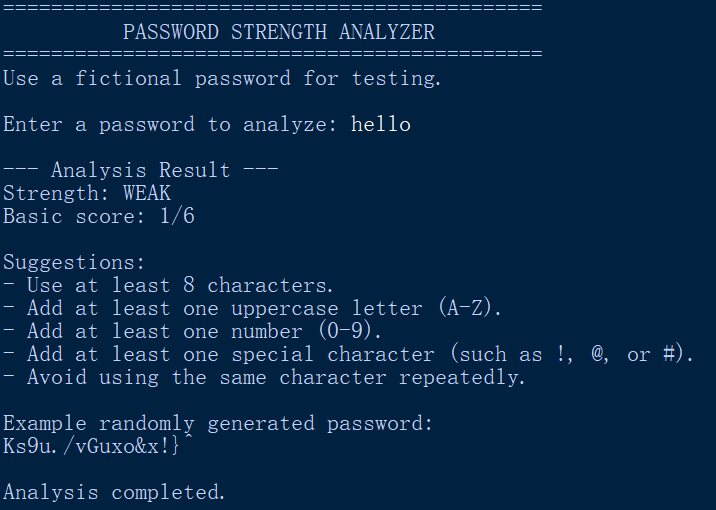 =============================================
PASSWORD STRENGTH ANALYZER
=============================================
Use a fictional password for testing.
Enter a password to analyze: hello
--- Analysis Result ---
Strength: WEAK
Basic score: 1/6
Suggestions:
- Use at least 8 characters.
- Add at least one uppercase letter (A-Z).
- Add at least one number (0-9).
- Add at least one special character (such as !, @, or #).
- Avoid using the same character repeatedly.
Example randomly generated password:
Ks9u./vGuxo&x!}^
Analysis completed.